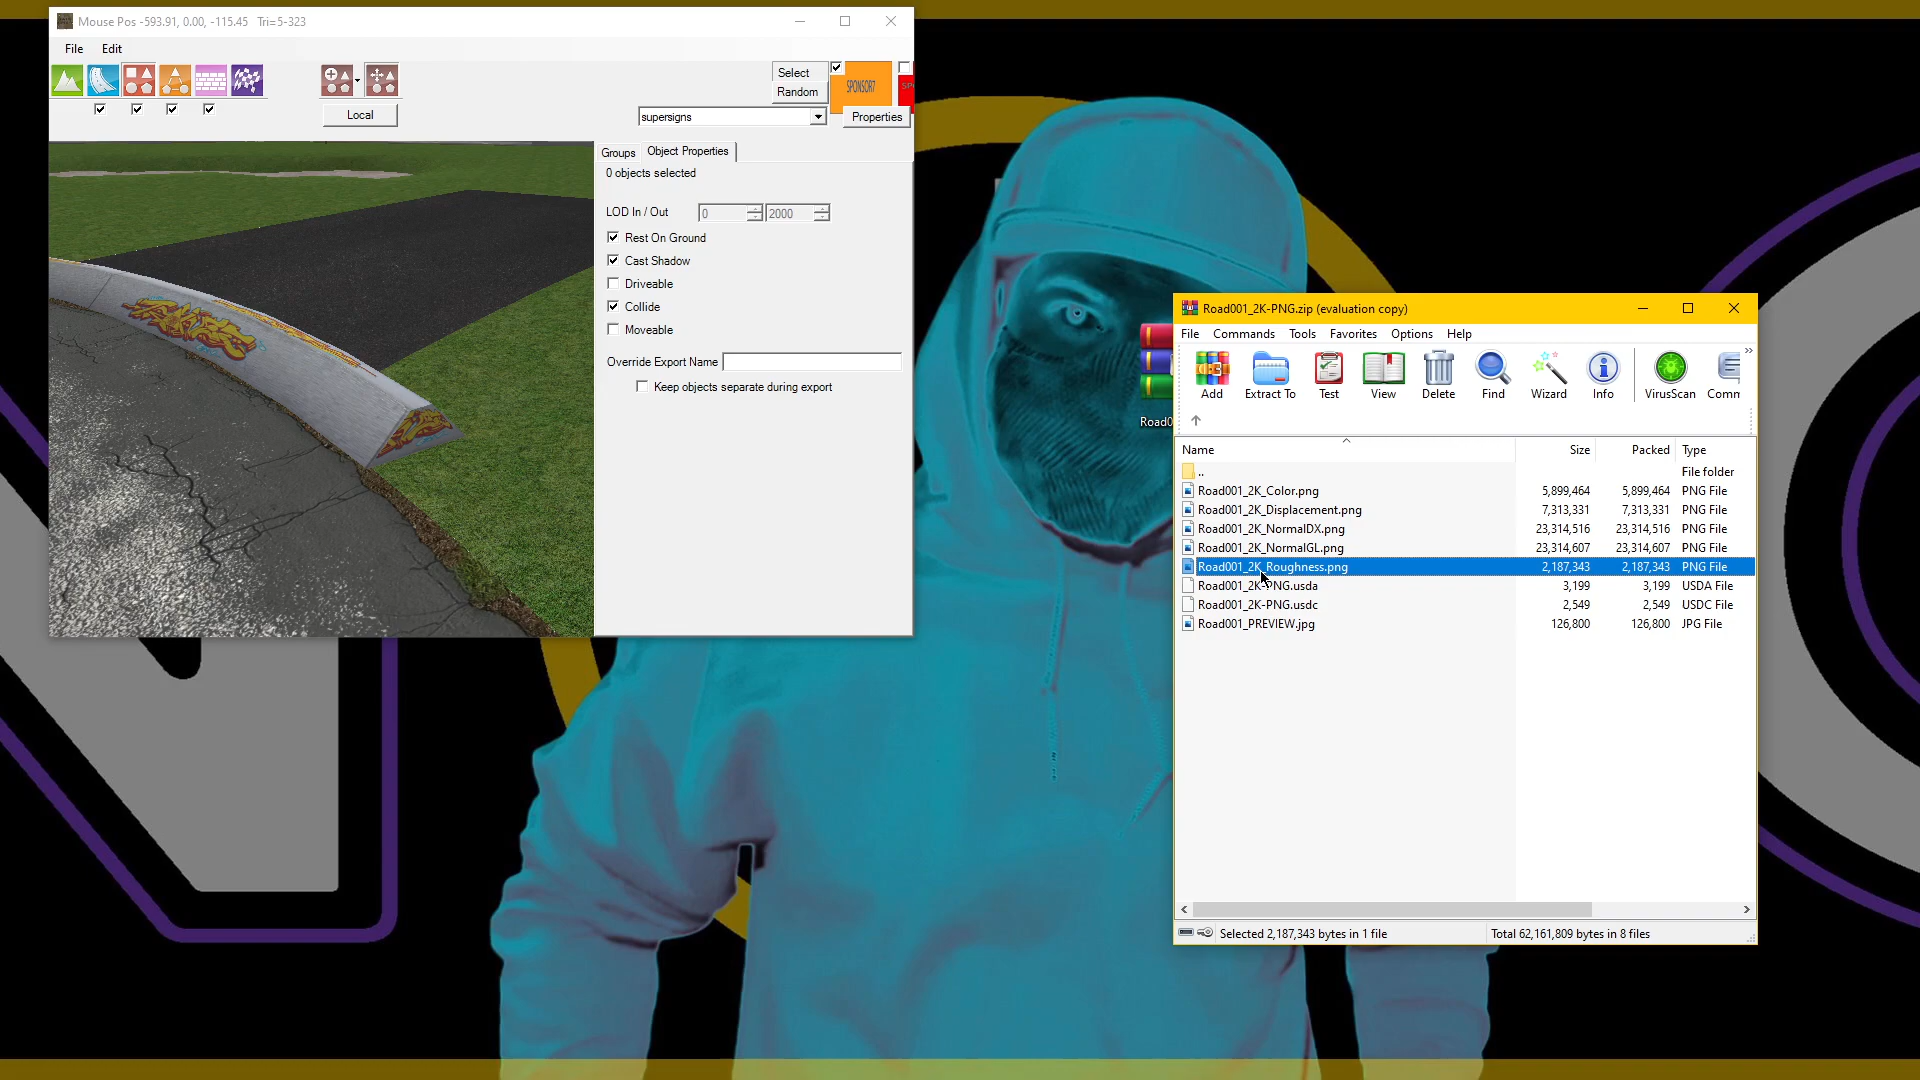 Mouse Pos -593.91, 0.00, -115.45   Tri=5-323
File   Edit
Select
Random
SPONSOR7
Local
supersigns
Properties
Groups   Object Properties
0 objects selected
LOD In / Out   0   2000
Rest On Ground
Cast Shadow
Driveable
Collide
Moveable
Override Export Name
Keep objects separate during export
Road0
Road001_2K-PNG.zip (evaluation copy)
File   Commands   Tools   Favorites   Options   Help
Add   Extract To   Test   View   Delete   Find   Wizard   Info   VirusScan   Comm
Name   Size   Packed   Type
..   File folder
Road001_2K_Color.png   5,899,464   5,899,464   PNG File
Road001_2K_Displacement.png   7,313,331   7,313,331   PNG File
Road001_2K_NormalDX.png   23,314,516   23,314,516   PNG File
Road001_2K_NormalGL.png   23,314,607   23,314,607   PNG File
Road001_2K_Roughness.png   2,187,343   2,187,343   PNG File
Road001_2K-PNG.usda   3,199   3,199   USDA File
Road001_2K-PNG.usdc   2,549   2,549   USDC File
Road001_PREVIEW.jpg   126,800   126,800   JPG File
Selected 2,187,343 bytes in 1 file   Total 62,161,809 bytes in 8 files